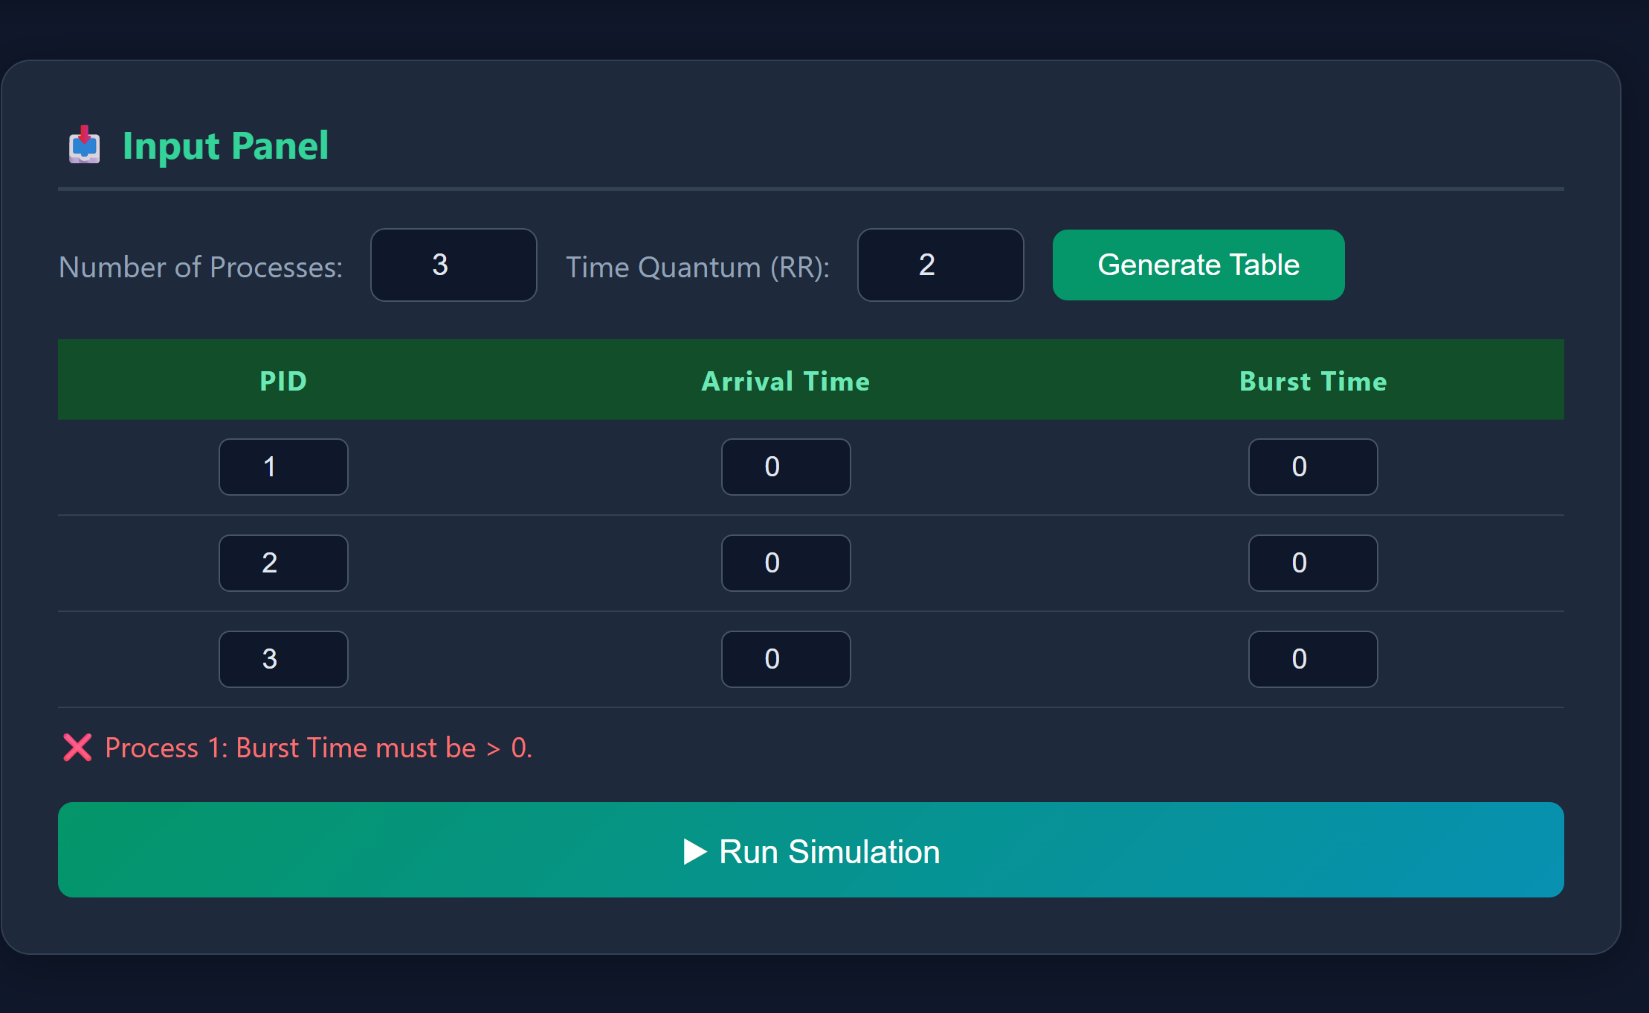 Input Panel
Number of Processes: 3 Time Quantum (RR): 2 Generate Table
PID Arrival Time Burst Time
1 0 0
2 0 0
3 0 0
❌ Process 1: Burst Time must be > 0.
▶ Run Simulation